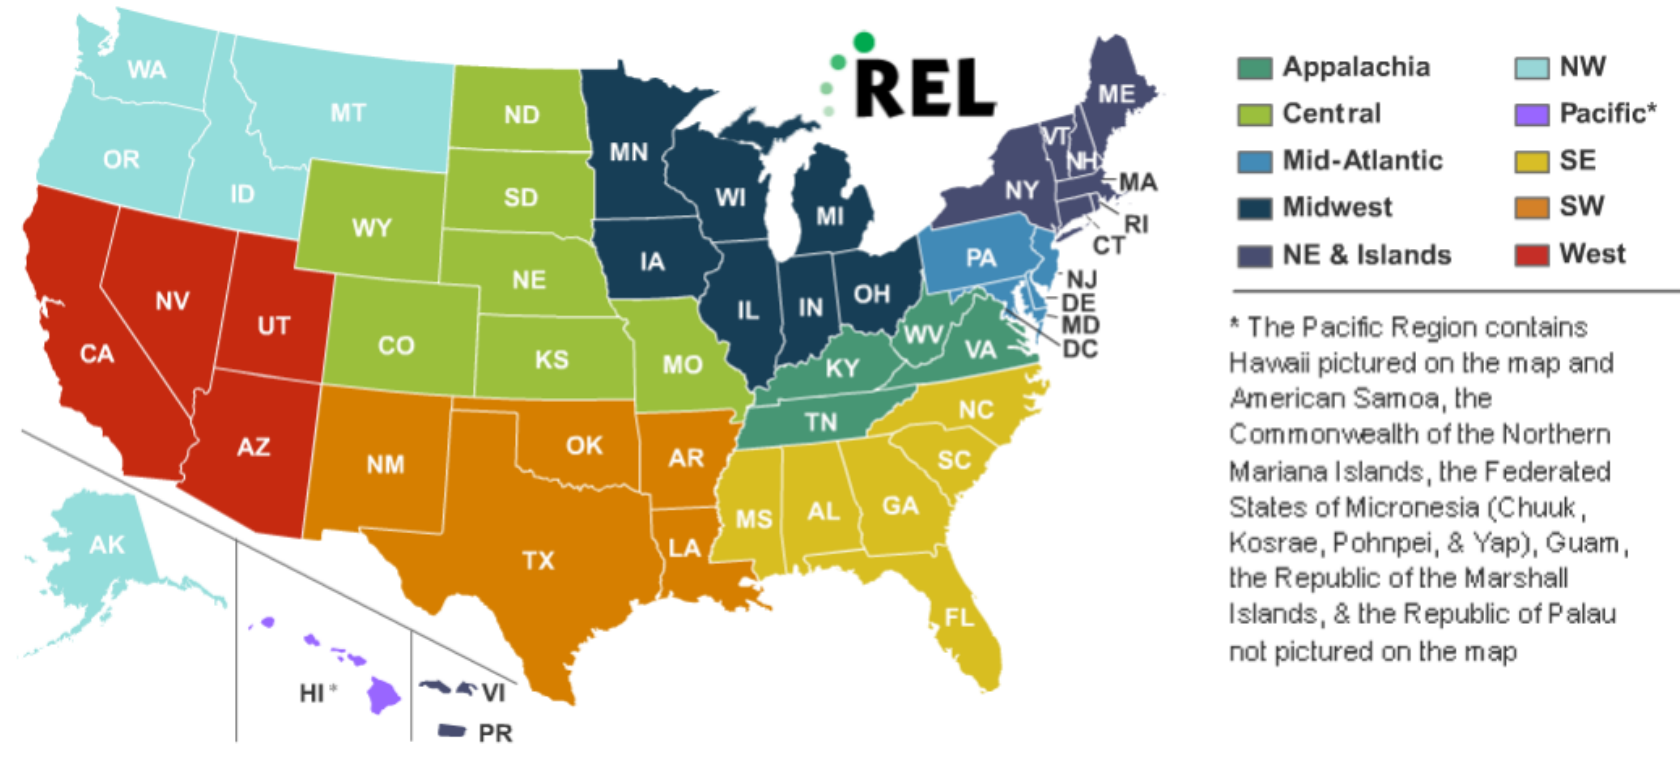 REL
WA
MT
ND
MN
ME
VT
NH
OR
ID
SD
WI
MI
NY
MA
RI
CT
WY
IA
PA
NV
NE
IL
IN
OH
NJ
DE
MD
DC
UT
CO
KS
MO
WV
VA
KY
CA
NC
TN
AZ
NM
OK
AR
SC
MS
AL
GA
LA
TX
AK
FL
HI*
VI
PR
Appalachia
Central
Mid-Atlantic
Midwest
NE & Islands
NW
Pacific*
SE
SW
West
* The Pacific Region contains
Hawaii pictured on the map and
American Samoa, the
Commonwealth of the Northern
Mariana Islands, the Federated
States of Micronesia (Chuuk,
Kosrae, Pohnpei, & Yap), Guam,
the Republic of the Marshall
Islands, & the Republic of Palau
not pictured on the map